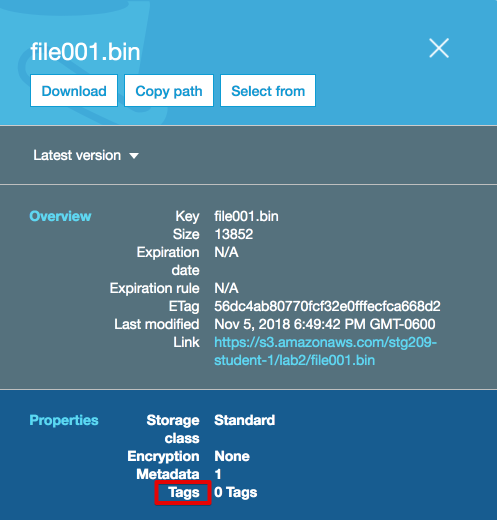 file001.bin
Download Copy path Select from
Latest version
Overview Key file001.bin
Size 13852
Expiration N/A
date
Expiration rule N/A
ETag 56dc4ab80770fcf32e0fffecfca668d2
Last modified Nov 5, 2018 6:49:42 PM GMT-0600
Link https://s3.amazonaws.com/stg209-
student-1/lab2/file001.bin
Properties Storage Standard
class
Encryption None
Metadata 1
Tags 0 Tags